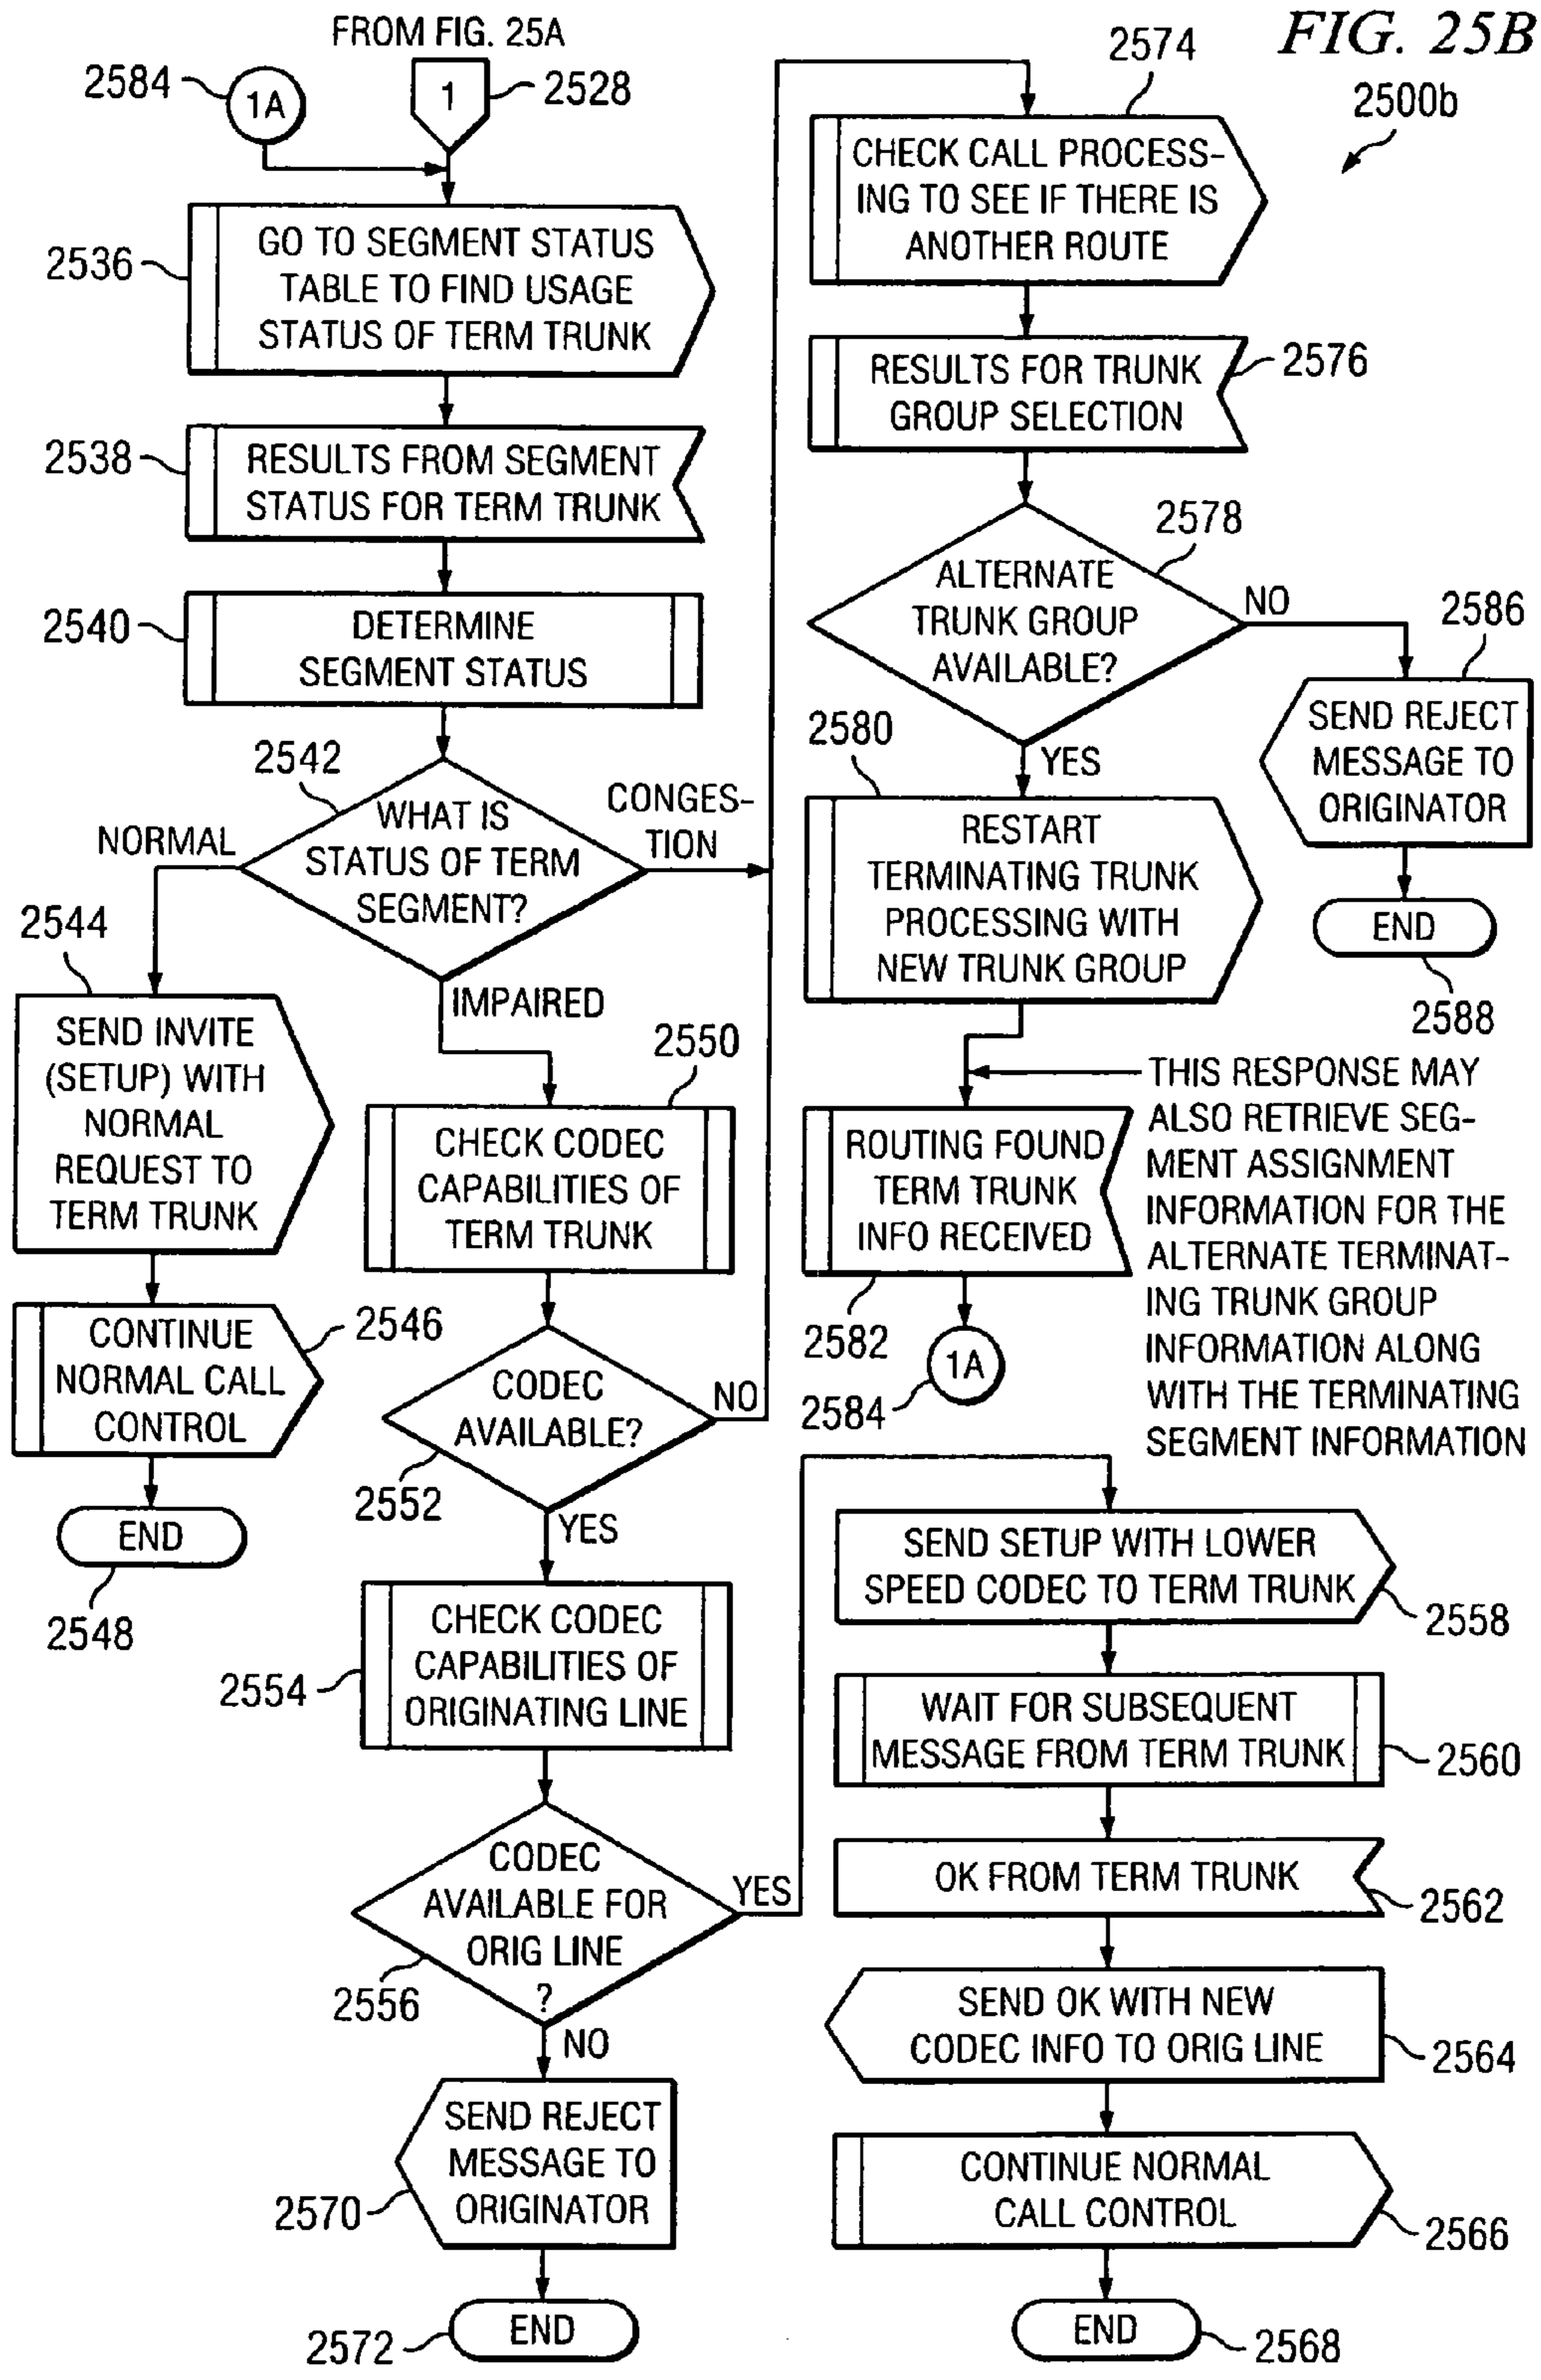 FIG. 25B
2500b
FROM FIG. 25A
2584
1A
1
2528
2536
GO TO SEGMENT STATUS
TABLE TO FIND USAGE
STATUS OF TERM TRUNK
2538
RESULTS FROM SEGMENT
STATUS FOR TERM TRUNK
2540
DETERMINE
SEGMENT STATUS
2542
WHAT IS
STATUS OF TERM
SEGMENT?
NORMAL
CONGES-
TION
IMPAIRED
2544
SEND INVITE
(SETUP) WITH
NORMAL
REQUEST TO
TERM TRUNK
2546
CONTINUE
NORMAL CALL
CONTROL
END
2548
2550
CHECK CODEC
CAPABILITIES OF
TERM TRUNK
CODEC
AVAILABLE?
NO
2552
YES
2554
CHECK CODEC
CAPABILITIES OF
ORIGINATING LINE
CODEC
AVAILABLE FOR
ORIG LINE
?
YES
2556
NO
SEND REJECT
MESSAGE TO
ORIGINATOR
2570
END
2572
2574
CHECK CALL PROCESS-
ING TO SEE IF THERE IS
ANOTHER ROUTE
RESULTS FOR TRUNK
GROUP SELECTION
2576
2578
ALTERNATE
TRUNK GROUP
AVAILABLE?
NO
2586
SEND REJECT
MESSAGE TO
ORIGINATOR
END
2588
YES
2580
RESTART
TERMINATING TRUNK
PROCESSING WITH
NEW TRUNK GROUP
THIS RESPONSE MAY
ALSO RETRIEVE SEG-
MENT ASSIGNMENT
INFORMATION FOR THE
ALTERNATE TERMINAT-
ING TRUNK GROUP
INFORMATION ALONG
WITH THE TERMINATING
SEGMENT INFORMATION
ROUTING FOUND
TERM TRUNK
INFO RECEIVED
2582
1A
2584
SEND SETUP WITH LOWER
SPEED CODEC TO TERM TRUNK
2558
WAIT FOR SUBSEQUENT
MESSAGE FROM TERM TRUNK
2560
OK FROM TERM TRUNK
2562
SEND OK WITH NEW
CODEC INFO TO ORIG LINE
2564
CONTINUE NORMAL
CALL CONTROL
2566
END
2568